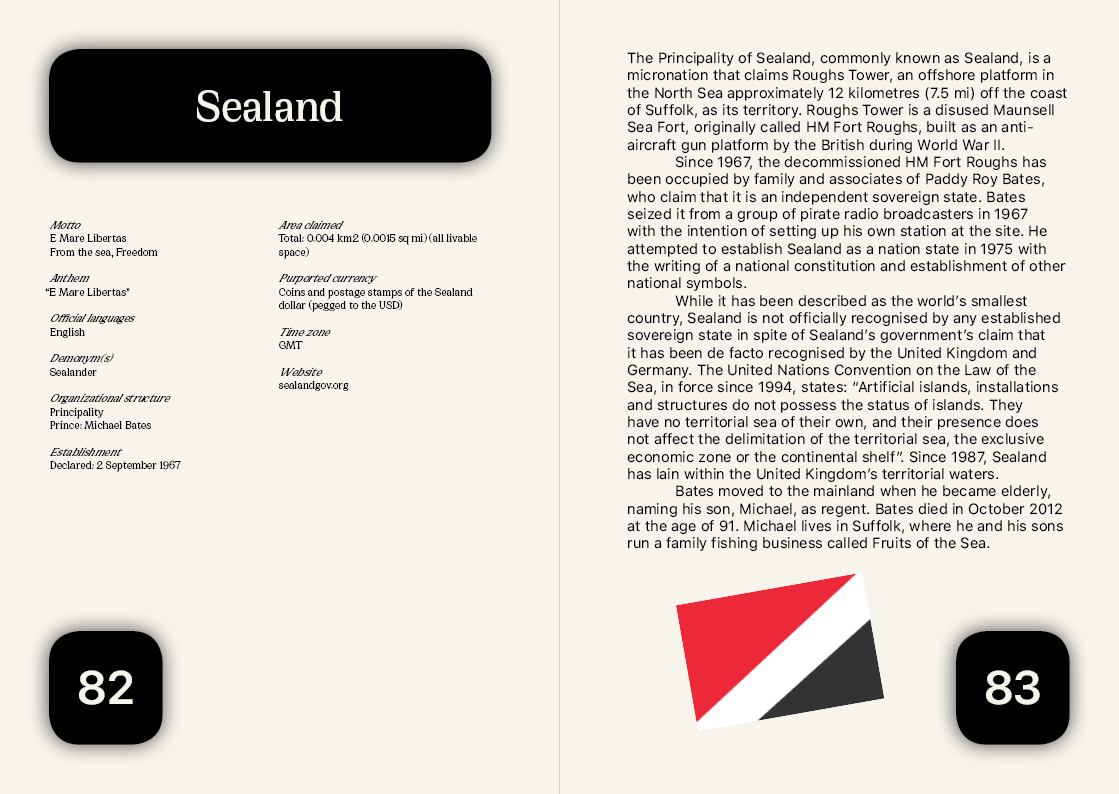 Sealand
Motto
E Mare Libertas
From the sea, Freedom
Anthem
“E Mare Libertas”
Official languages
English
Demonym(s)
Sealander
Organizational structure
Principality
Prince: Michael Bates
Establishment
Declared: 2 September 1967
Area claimed
Total: 0.004 km2 (0.0015 sq mi) (all livable
space)
Purported currency
Coins and postage stamps of the Sealand
dollar (pegged to the USD)
Time zone
GMT
Website
sealandgov.org
82
The Principality of Sealand, commonly known as Sealand, is a
micronation that claims Roughs Tower, an offshore platform in
the North Sea approximately 12 kilometres (7.5 mi) off the coast
of Suffolk, as its territory. Roughs Tower is a disused Maunsell
Sea Fort, originally called HM Fort Roughs, built as an anti-
aircraft gun platform by the British during World War II.
Since 1967, the decommissioned HM Fort Roughs has
been occupied by family and associates of Paddy Roy Bates,
who claim that it is an independent sovereign state. Bates
seized it from a group of pirate radio broadcasters in 1967
with the intention of setting up his own station at the site. He
attempted to establish Sealand as a nation state in 1975 with
the writing of a national constitution and establishment of other
national symbols.
While it has been described as the world’s smallest
country, Sealand is not officially recognised by any established
sovereign state in spite of Sealand’s government’s claim that
it has been de facto recognised by the United Kingdom and
Germany. The United Nations Convention on the Law of the
Sea, in force since 1994, states: “Artificial islands, installations
and structures do not possess the status of islands. They
have no territorial sea of their own, and their presence does
not affect the delimitation of the territorial sea, the exclusive
economic zone or the continental shelf”. Since 1987, Sealand
has lain within the United Kingdom’s territorial waters.
Bates moved to the mainland when he became elderly,
naming his son, Michael, as regent. Bates died in October 2012
at the age of 91. Michael lives in Suffolk, where he and his sons
run a family fishing business called Fruits of the Sea.
83